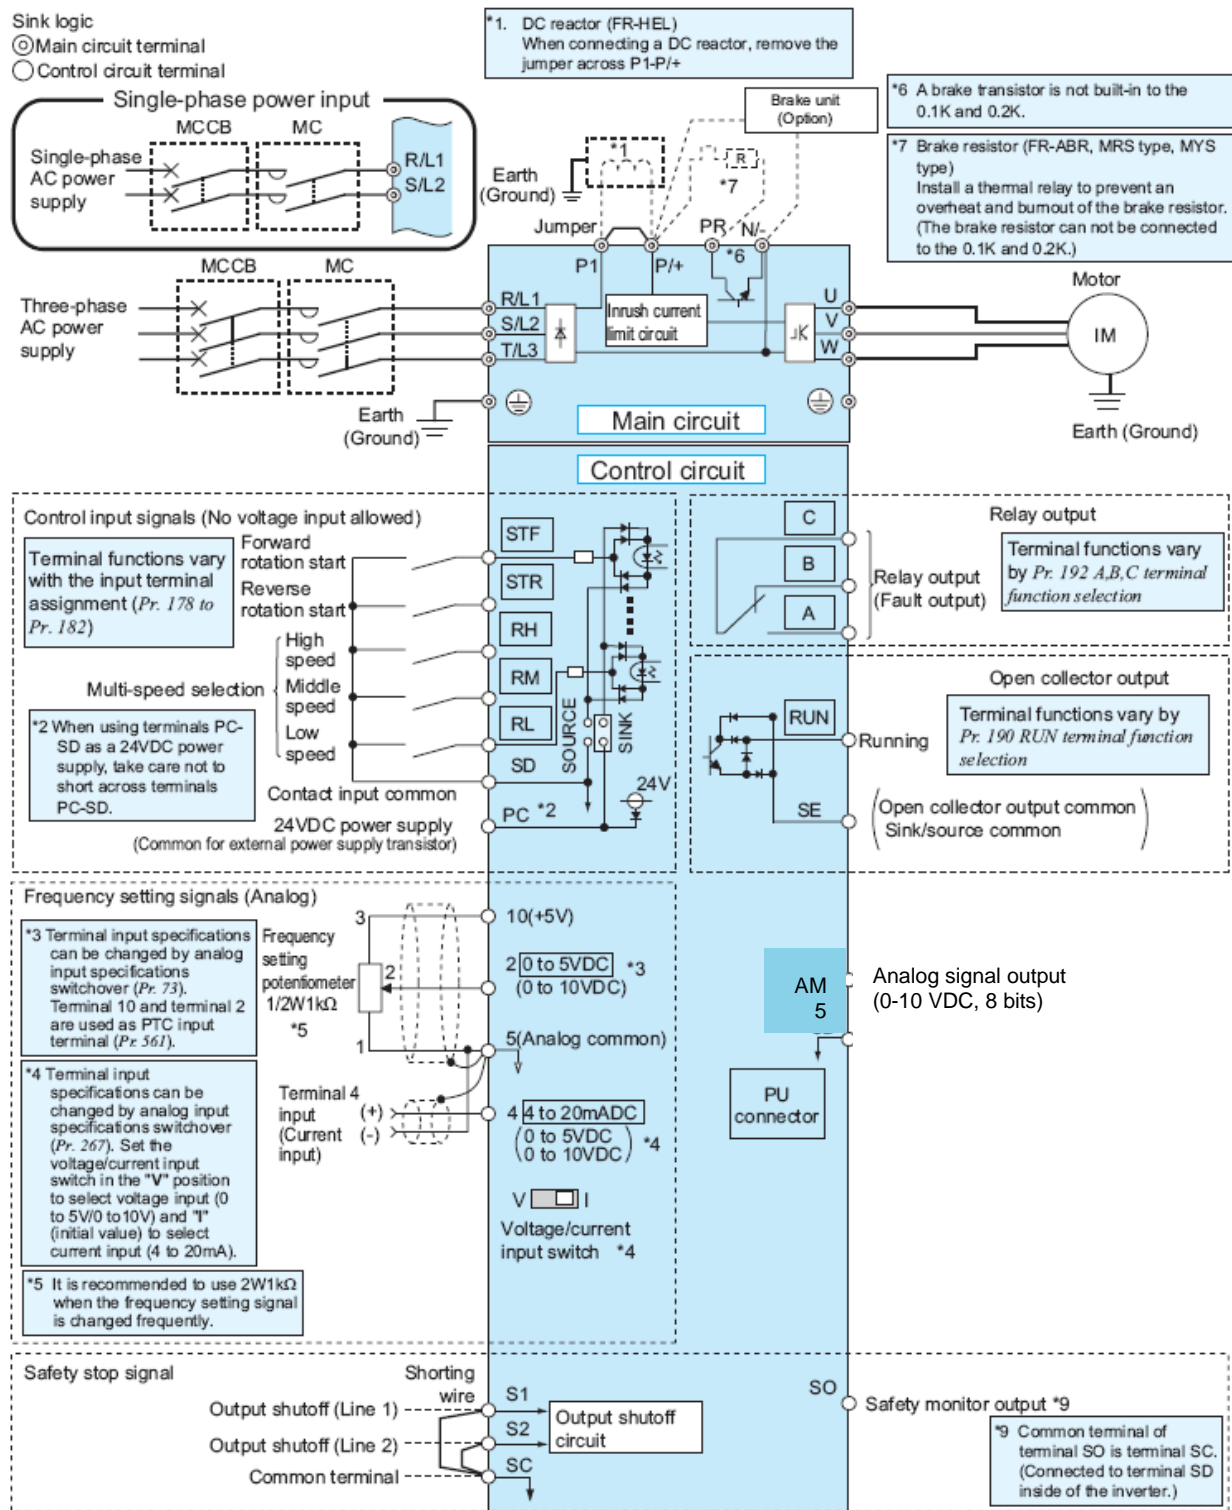 Sink logic
Main circuit terminal
Control circuit terminal
*1. DC reactor (FR-HEL)
When connecting a DC reactor, remove the
jumper across P1-P/+
Single-phase power input
MCCB MC
Single-phase
AC power
supply
R/L1
S/L2
Brake unit
(Option)
*6 A brake transistor is not built-in to the
0.1K and 0.2K.
*7 Brake resistor (FR-ABR, MRS type, MYS
type)
Install a thermal relay to prevent an
overheat and burnout of the brake resistor.
(The brake resistor can not be connected
to the 0.1K and 0.2K.)
*1
R
*7
Earth
(Ground)
Jumper
PR N/-
P1 P/+ *6
MCCB MC
Three-phase
AC power
supply
R/L1
S/L2
T/L3
Inrush current
limit circuit
U
V
W
Motor
IM
Earth
(Ground)
Main circuit
Earth (Ground)
Control circuit
Control input signals (No voltage input allowed)
Terminal functions vary
with the input terminal
assignment (Pr. 178 to
Pr. 182)
Forward
rotation start
Reverse
rotation start
High
speed
Multi-speed selection
Middle
speed
Low
speed
*2 When using terminals PC-
SD as a 24VDC power
supply, take care not to
short across terminals
PC-SD.
Contact input common
24VDC power supply
(Common for external power supply transistor)
STF
STR
RH
RM
RL
SD
PC *2
SOURCE
SINK
24V
C
B
A
Relay output
Relay output
(Fault output)
Terminal functions vary
by Pr. 192 A,B,C terminal
function selection
Open collector output
RUN
Running
Terminal functions vary by
Pr. 190 RUN terminal function
selection
SE
Open collector output common
Sink/source common
Frequency setting signals (Analog)
*3 Terminal input specifications
can be changed by analog
input specifications
switchover (Pr. 73).
Terminal 10 and terminal 2
are used as PTC input
terminal (Pr. 561).
Frequency
setting
potentiometer
1/2W1kΩ
*5
3
2
1
10(+5V)
2 0 to 5VDC *3
(0 to 10VDC)
5(Analog common)
AM
5
Analog signal output
(0-10 VDC, 8 bits)
PU
connector
*4 Terminal input
specifications can be
changed by analog input
specifications switchover
(Pr. 267). Set the
voltage/current input
switch in the "V" position
to select voltage input (0
to 5V/0 to10V) and "I"
(initial value) to select
current input (4 to 20mA).
Terminal 4
input
(Current
input)
(+)
(-)
4 4 to 20mADC
0 to 5VDC
0 to 10VDC *4
V I
Voltage/current
input switch *4
*5 It is recommended to use 2W1kΩ
when the frequency setting signal
is changed frequently.
Safety stop signal
Shorting
wire
Output shutoff (Line 1)
Output shutoff (Line 2)
Common terminal
S1
S2
SC
Output shutoff
circuit
SO
Safety monitor output *9
*9 Common terminal of
terminal SO is terminal SC.
(Connected to terminal SD
inside of the inverter.)